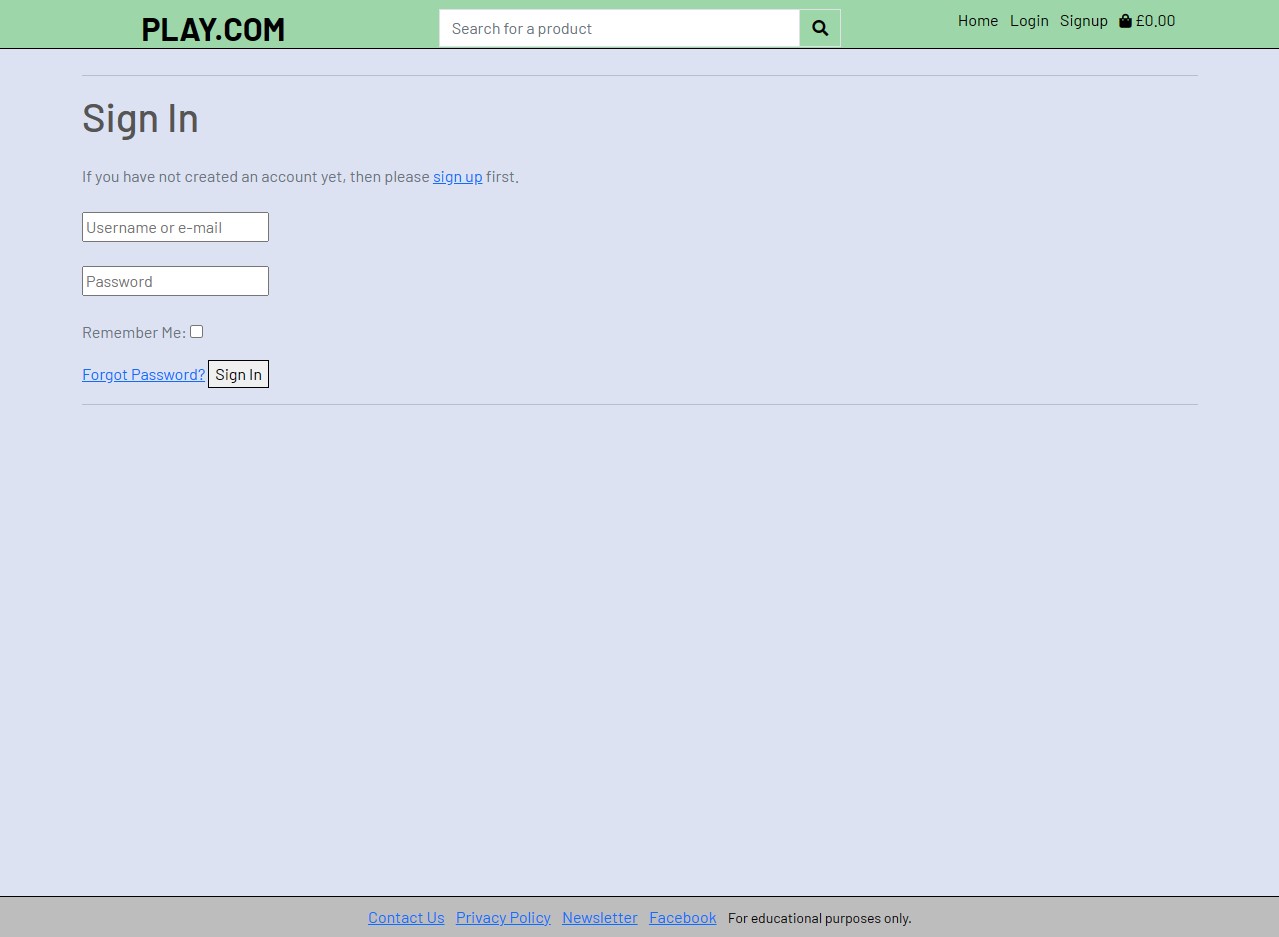 PLAY.COM
Search for a product
Home Login Signup £0.00
Sign In
If you have not created an account yet, then please sign up first.
Username or e-mail
Password
Remember Me:
Forgot Password? Sign In
Contact Us Privacy Policy Newsletter Facebook For educational purposes only.